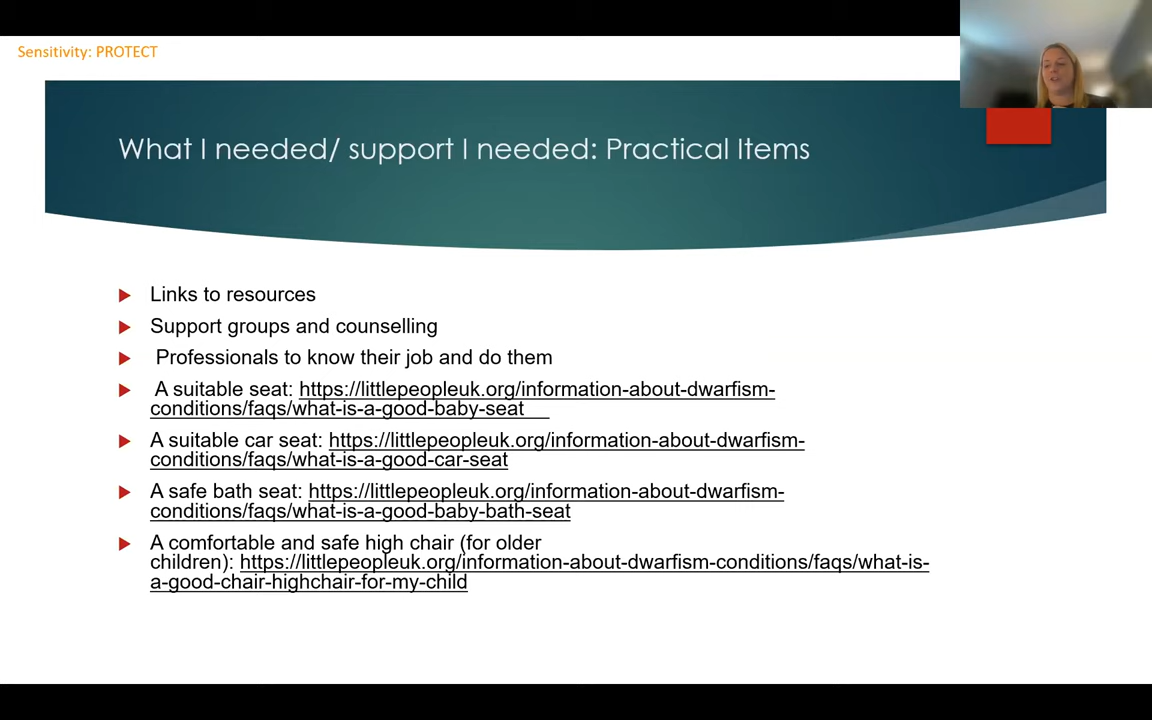 Sensitivity: PROTECT
What I needed/ support I needed: Practical Items
Links to resources
Support groups and counselling
Professionals to know their job and do them
A suitable seat: https://littlepeopleuk.org/information-about-dwarfism-
conditions/faqs/what-is-a-good-baby-seat
A suitable car seat: https://littlepeopleuk.org/information-about-dwarfism-
conditions/faqs/what-is-a-good-car-seat
A safe bath seat: https://littlepeopleuk.org/information-about-dwarfism-
conditions/faqs/what-is-a-good-baby-bath-seat
A comfortable and safe high chair (for older
children): https://littlepeopleuk.org/information-about-dwarfism-conditions/faqs/what-is-
a-good-chair-highchair-for-my-child